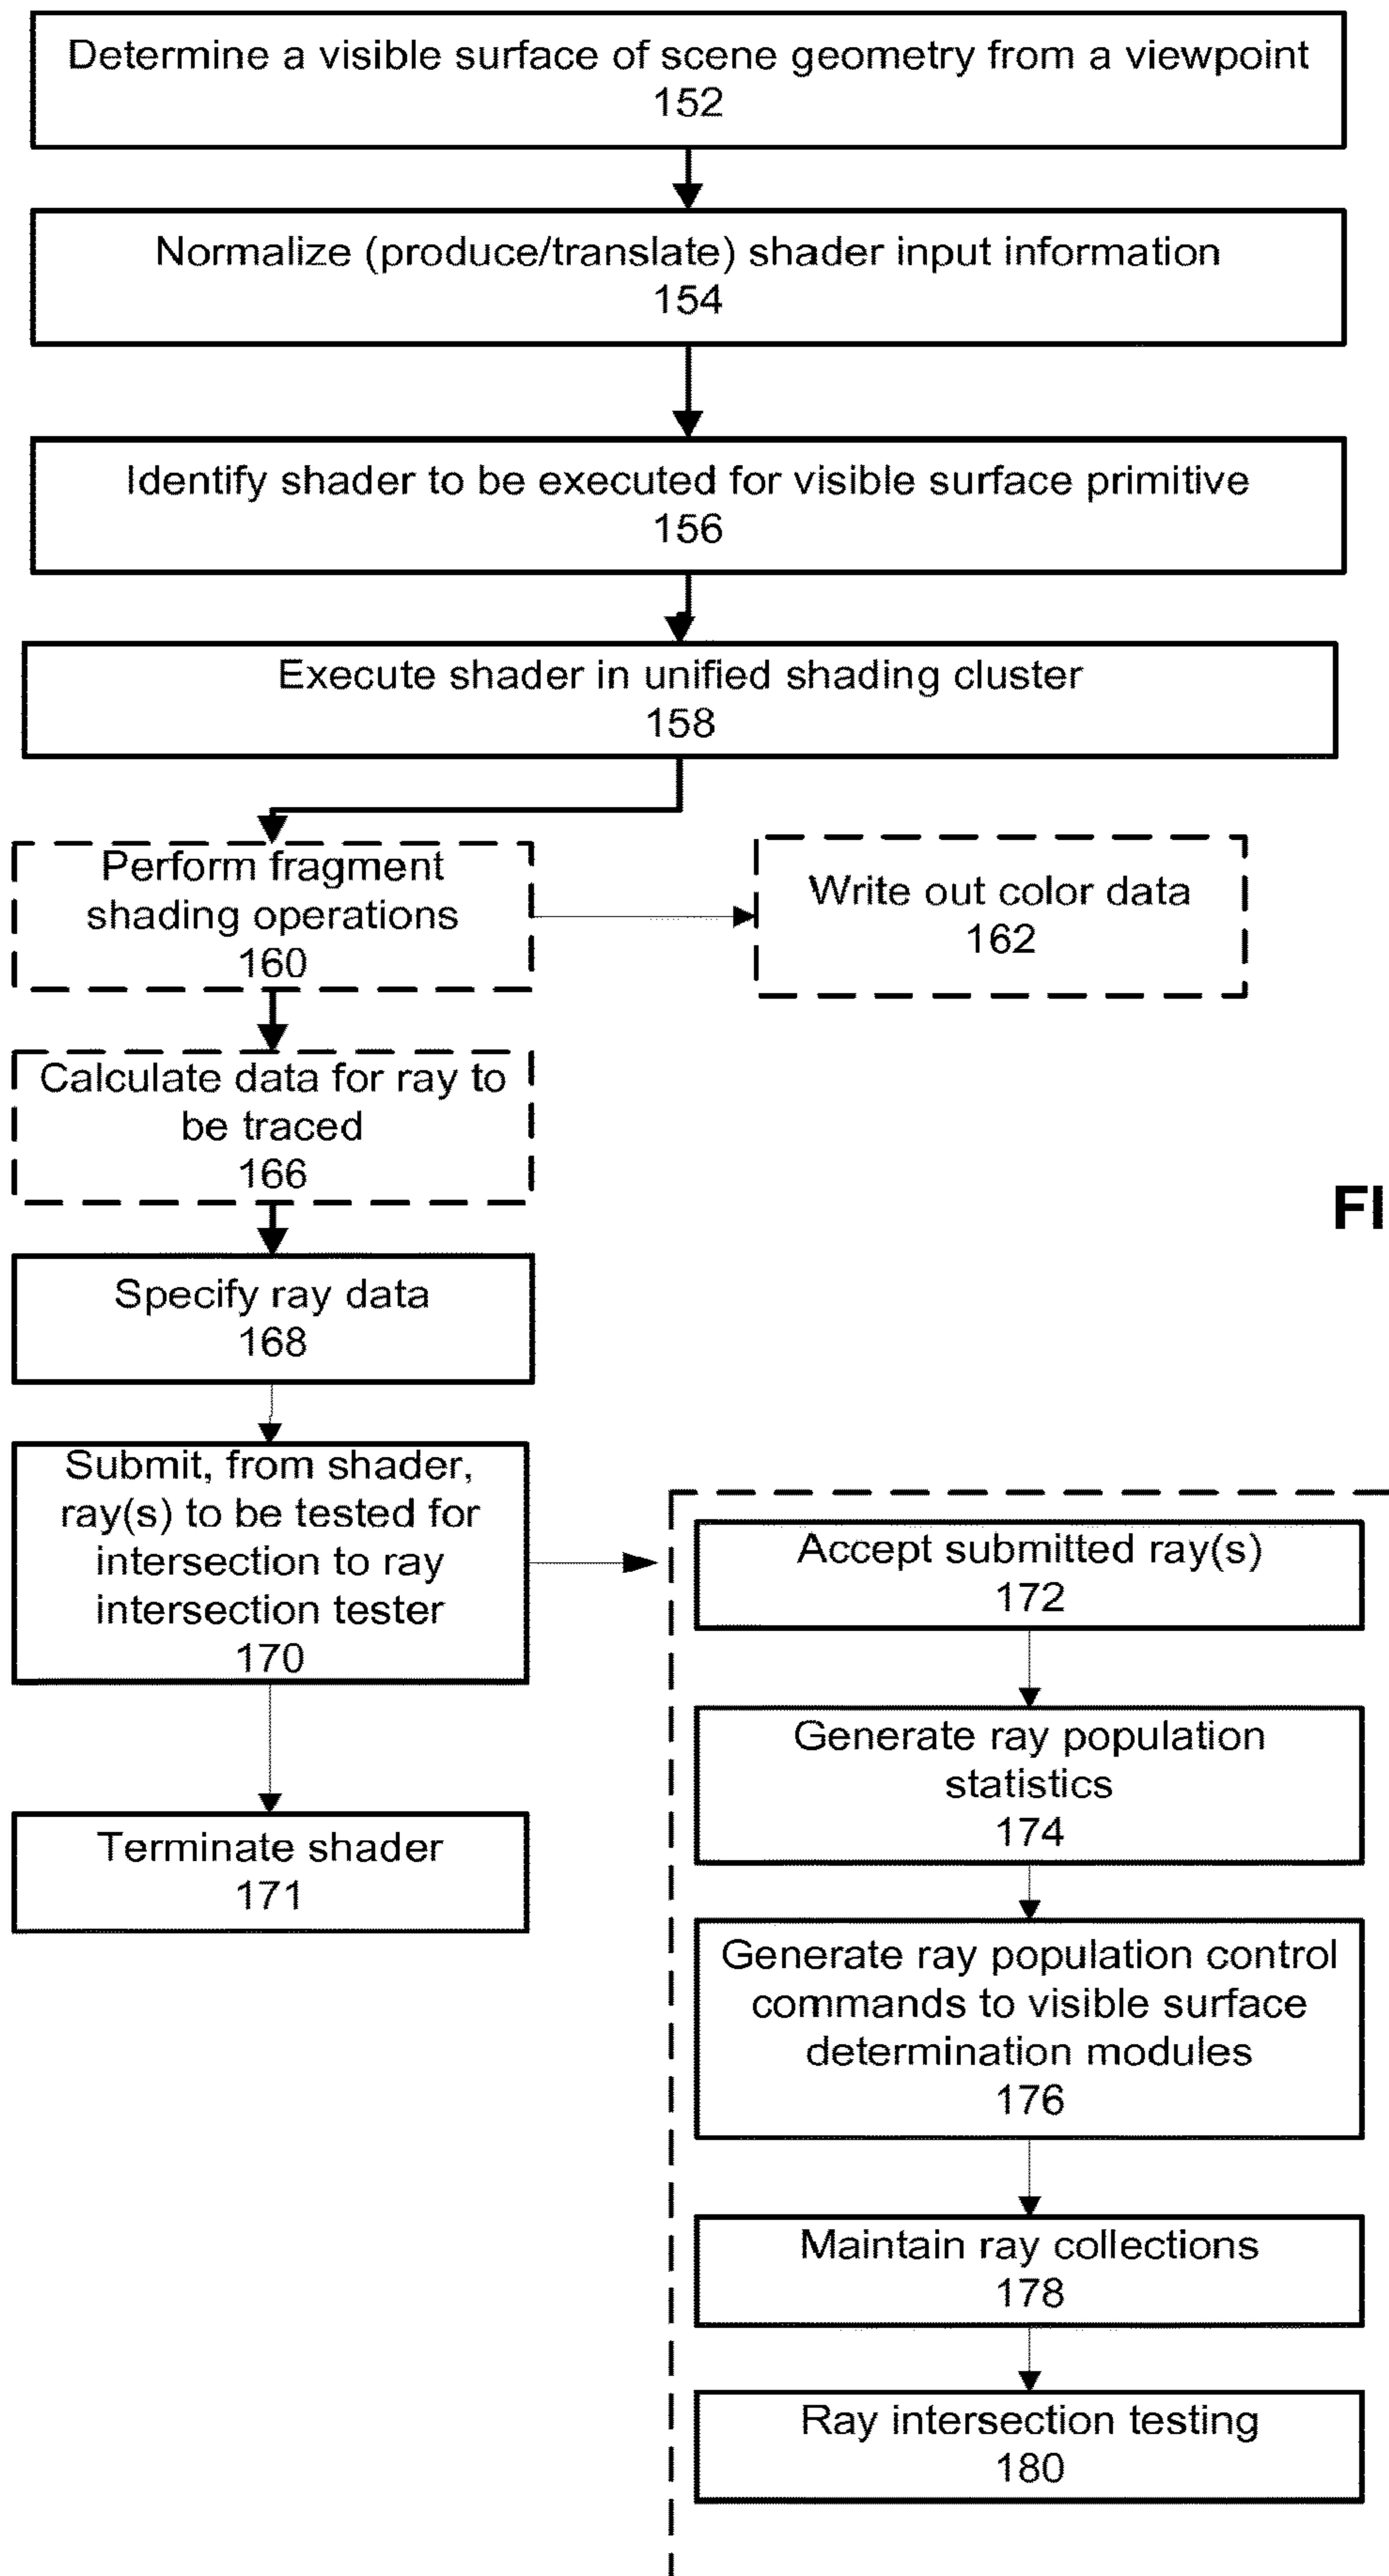 Determine a visible surface of scene geometry from a viewpoint
152
Normalize (produce/translate) shader input information
154
Identify shader to be executed for visible surface primitive
156
Execute shader in unified shading cluster
158
Perform fragment
shading operations
160
Write out color data
162
Calculate data for ray to
be traced
166
FI
Specify ray data
168
Submit, from shader,
ray(s) to be tested for
intersection to ray
intersection tester
170
Terminate shader
171
Accept submitted ray(s)
172
Generate ray population
statistics
174
Generate ray population control
commands to visible surface
determination modules
176
Maintain ray collections
178
Ray intersection testing
180